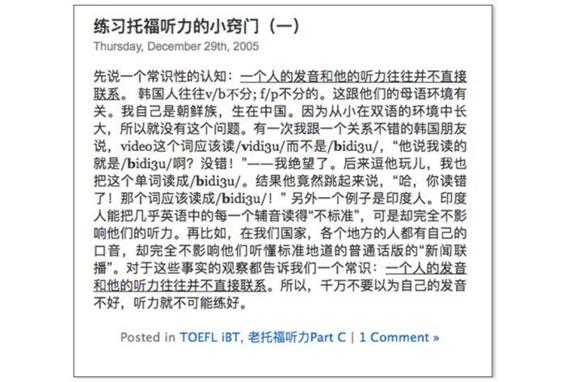 练习托福听力的小窍门（一）
Thursday, December 29th, 2005
先说一个常识性的认知：一个人的发音和他的听力往往并不直接
联系。 韩国人往往v/b不分; f/p不分的。这跟他们的母语环境有
关。我自己是朝鲜族，生在中国。因为从小在双语的环境中长
大，所以就没有这个问题。有一次我跟一个关系不错的韩国朋友
说，video这个词应该读/vidiʒu/而不是/bidiʒu/，“他说我读的
就是/bidiʒu/啊？没错！”——我绝望了。后来逗他玩儿，我也
把这个单词读成/bidiʒu/。结果他竟然跳起来说，“哈，你读错
了！那个词应该读成/bidiʒu/！” 另外一个例子是印度人。印度
人能把几乎英语中的每一个辅音读得“不标准”，可是却完全不影
响他们的听力。再比如，在我们国家，各个地方的人都有自己的
口音，却完全不影响他们听懂标准地道的普通话版的“新闻联
播”。对于这些事实的观察都告诉我们一个常识：一个人的发音
和他的听力往往并不直接联系。所以，千万不要以为自己的发音
不好，听力就不可能练好。
Posted in TOEFL iBT, 老托福听力Part C | 1 Comment »